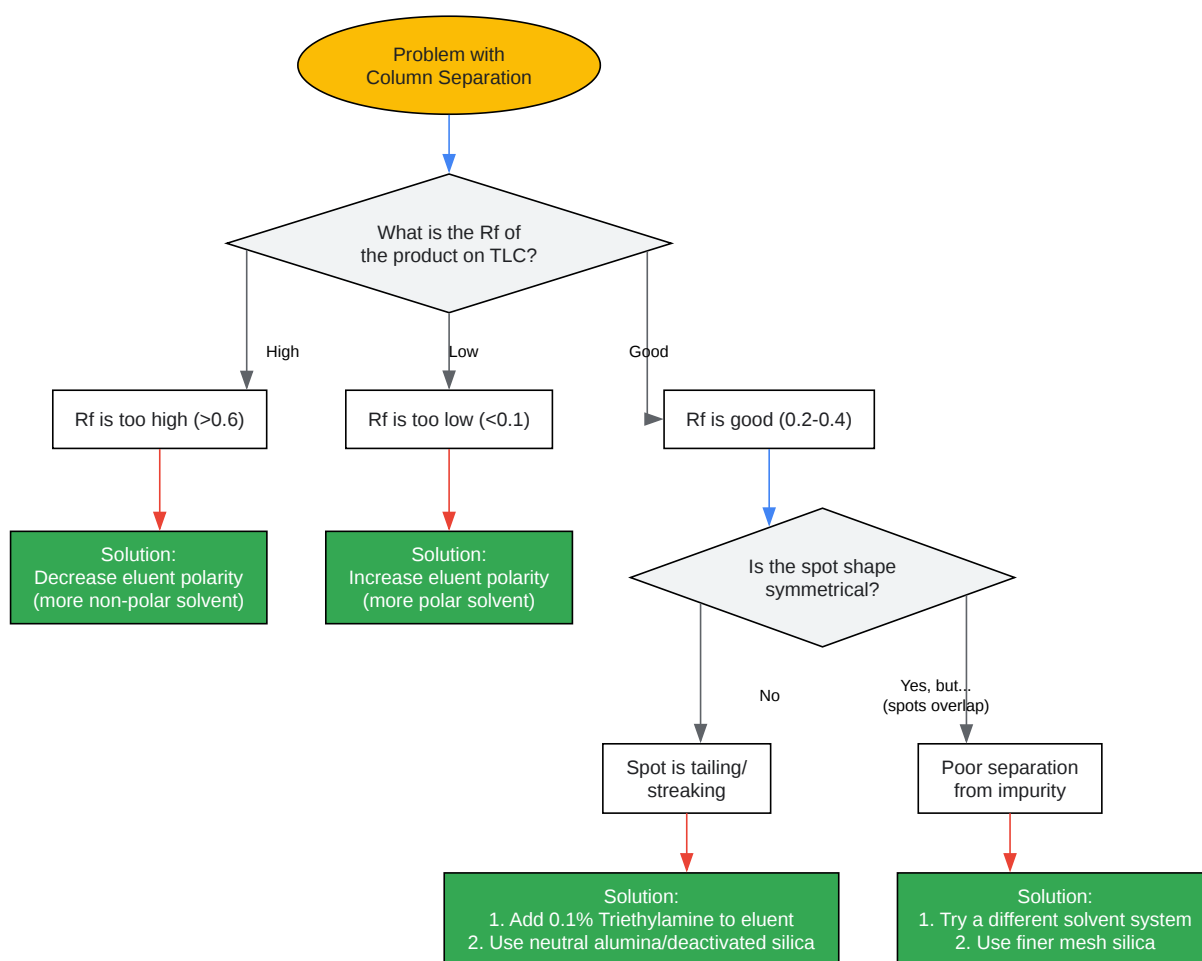 Problem with
Column Separation
What is the Rf of
the product on TLC?
High
Low
Good
Rf is too high (>0.6)
Rf is too low (<0.1)
Rf is good (0.2-0.4)
Solution:
Decrease eluent polarity
(more non-polar solvent)
Solution:
Increase eluent polarity
(more polar solvent)
Is the spot shape
symmetrical?
No
Yes, but...
(spots overlap)
Spot is tailing/
streaking
Poor separation
from impurity
Solution:
1. Add 0.1% Triethylamine to eluent
2. Use neutral alumina/deactivated silica
Solution:
1. Try a different solvent system
2. Use finer mesh silica